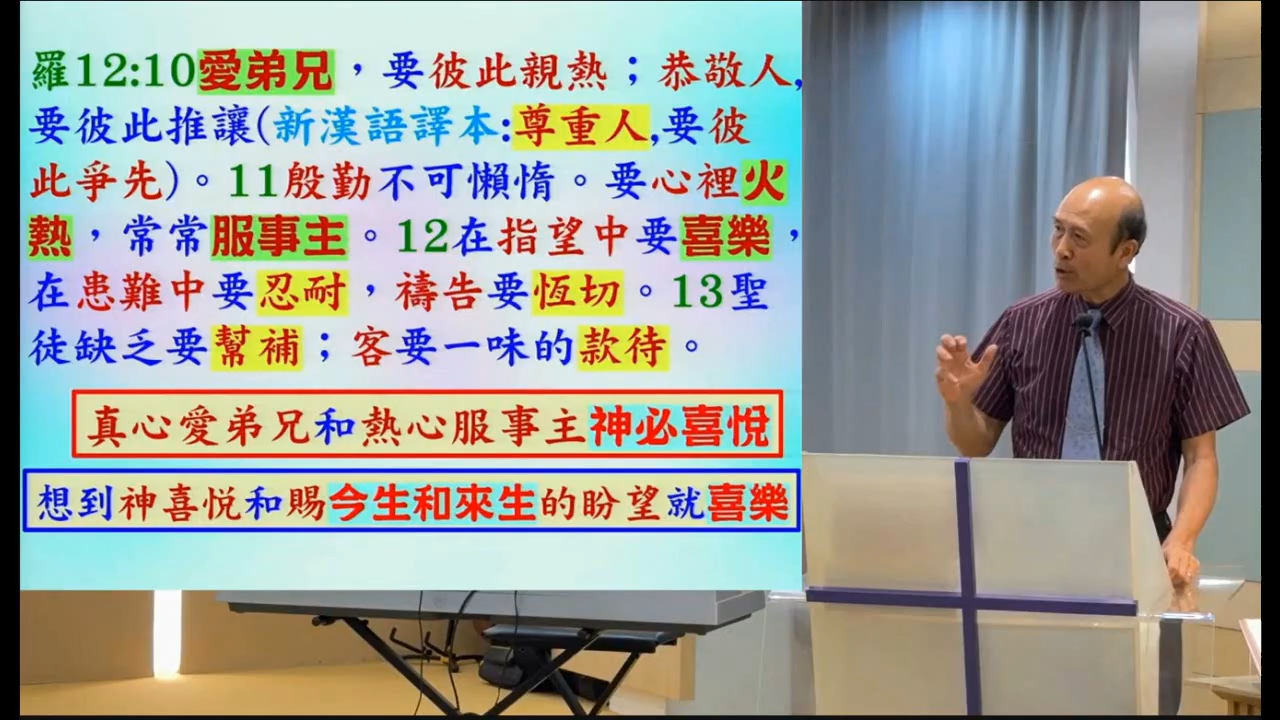 羅12:10愛弟兄，要彼此親熱；恭敬人,
要彼此推讓(新漢語譯本:尊重人,要彼
此爭先)。11殷勤不可懶惰。要心裡火
熱，常常服事主。12在指望中要喜樂，
在患難中要忍耐，禱告要恆切。13聖
徒缺乏要幫補；客要一味的款待。
真心愛弟兄和熱心服事主神必喜悅
想到神喜悅和賜今生和來生的盼望就喜樂